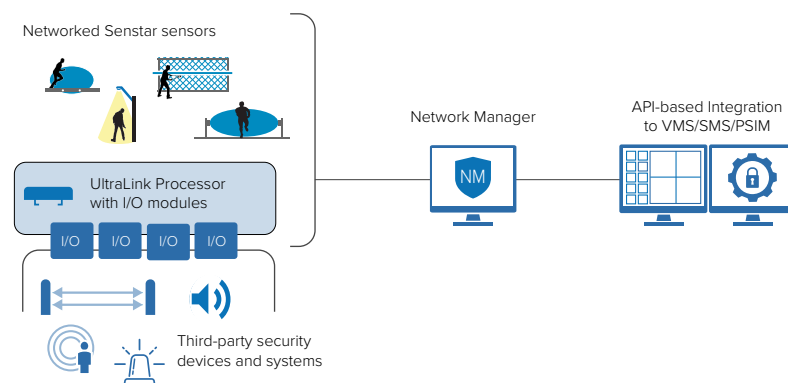 Networked Senstar sensors
UltraLink Processor
with I/O modules
I/O
I/O
I/O
I/O
Third-party security
devices and systems
Network Manager
NM
API-based Integration
to VMS/SMS/PSIM